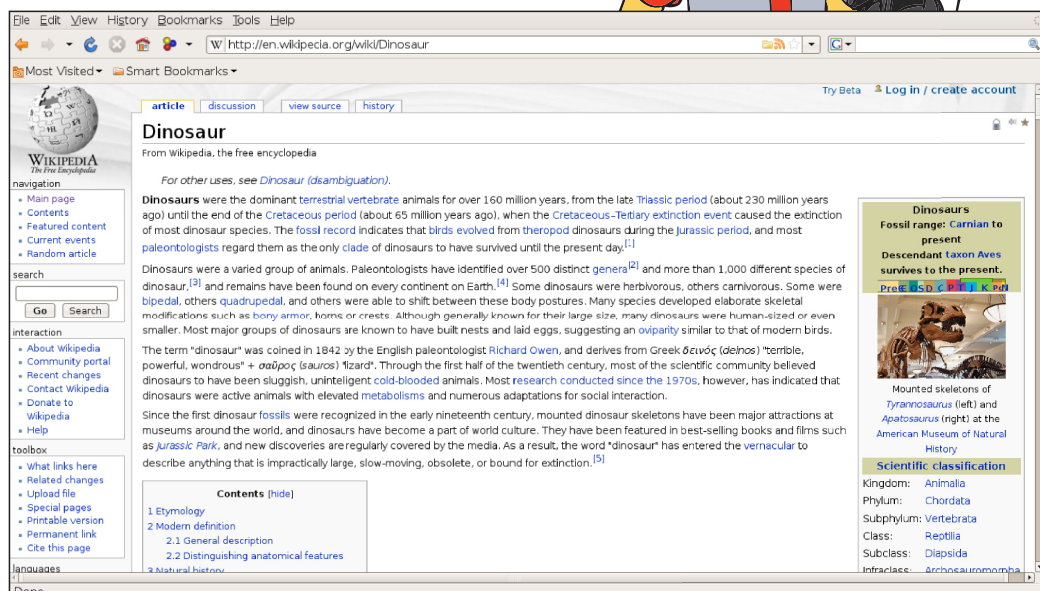 File Edit View History Bookmarks Tools Help
W http://en.wikipecia.org/wiki/Dinosaur
G
Most Visited Smart Bookmarks
Try Beta Log in / create account
WIKIPEDIA
The Free Encyclopedia
navigation
Main page
Contents
Featured content
Current events
Random article
search
Go Search
interaction
About Wikipedia
Community portal
Recent changes
Contact Wikipedia
Donate to
Wikipedia
Help
toolbox
What links here
Related changes
Upload file
Special pages
Printable version
Permanent link
Cite this page
languages
article discussion view source history
Dinosaur
From Wikipedia, the free encyclopedia
For other uses, see Dinosaur (disambiguation).
Dinosaurs were the dominant terrestrial vertebrate animals for over 160 million years, from the late Triassic period (about 230 million years
ago) until the end of the Cretaceous period (about 65 million years ago), when the Cretaceous–Tertiary extinction event caused the extinction
of most dinosaur species. The fossil record indicates that birds evolved from theropod dinosaurs during the Jurassic period, and most
paleontologists regard them as the only clade of dinosaurs to have survived until the present day.[1]
Dinosaurs were a varied group of animals. Paleontologists have identified over 500 distinct genera[2] and more than 1,000 different species of
dinosaur,[3] and remains have been found on every continent on Earth.[4] Some dinosaurs were herbivorous, others carnivorous. Some were
bipedal, others quadrupedal, and others were able to shift between these body postures. Many species developed elaborate skeletal
modifications such as bony armor, horns or crests. Although generally known for their large size, many dinosaurs were human-sized or even
smaller. Most major groups of dinosaurs are known to have built nests and laid eggs, suggesting an oviparity similar to that of modern birds.
The term "dinosaur" was coined in 1842 by the English paleontologist Richard Owen, and derives from Greek δεινός (deinos) "terrible,
powerful, wondrous" + σαῦρος (sauros) "lizard". Through the first half of the twentieth century, most of the scientific community believed
dinosaurs to have been sluggish, uninteligent cold-blooded animals. Most research conducted since the 1970s, however, has indicated that
dinosaurs were active animals with elevated metabolisms and numerous adaptations for social interaction.
Since the first dinosaur fossils were recognized in the early nineteenth century, mounted dinosaur skeletons have been major attractions at
museums around the world, and dinosaurs have become a part of world culture. They have been featured in best-selling books and films such
as Jurassic Park, and new discoveries are regularly covered by the media. As a result, the word "dinosaur" has entered the vernacular to
describe anything that is impractically large, slow-moving, obsolete, or bound for extinction.[5]
Contents [hide]
1 Etymology
2 Modern definition
2.1 General description
2.2 Distinguishing anatomical features
3 Natural history
Dinosaurs
Fossil range: Carnian to
present
Descendant taxon Aves
survives to the present.
PreЄ O S D C P T J K Pg N
Mounted skeletons of
Tyrannosaurus (left) and
Apatosaurus (right) at the
American Museum of Natural
History
Scientific classification
Kingdom: Animalia
Phylum: Chordata
Subphylum: Vertebrata
Class: Reptilia
Subclass: Diapsida
Infraclass: Archosauromorpha
Done